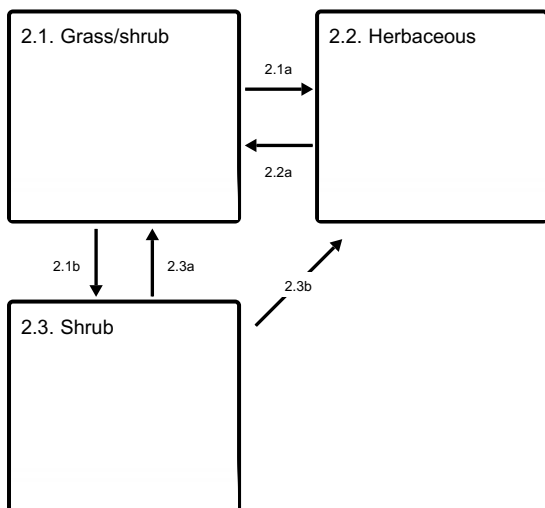 2.1. Grass/shrub
2.2. Herbaceous
2.1a
2.2a
2.1b
2.3a
2.3b
2.3. Shrub